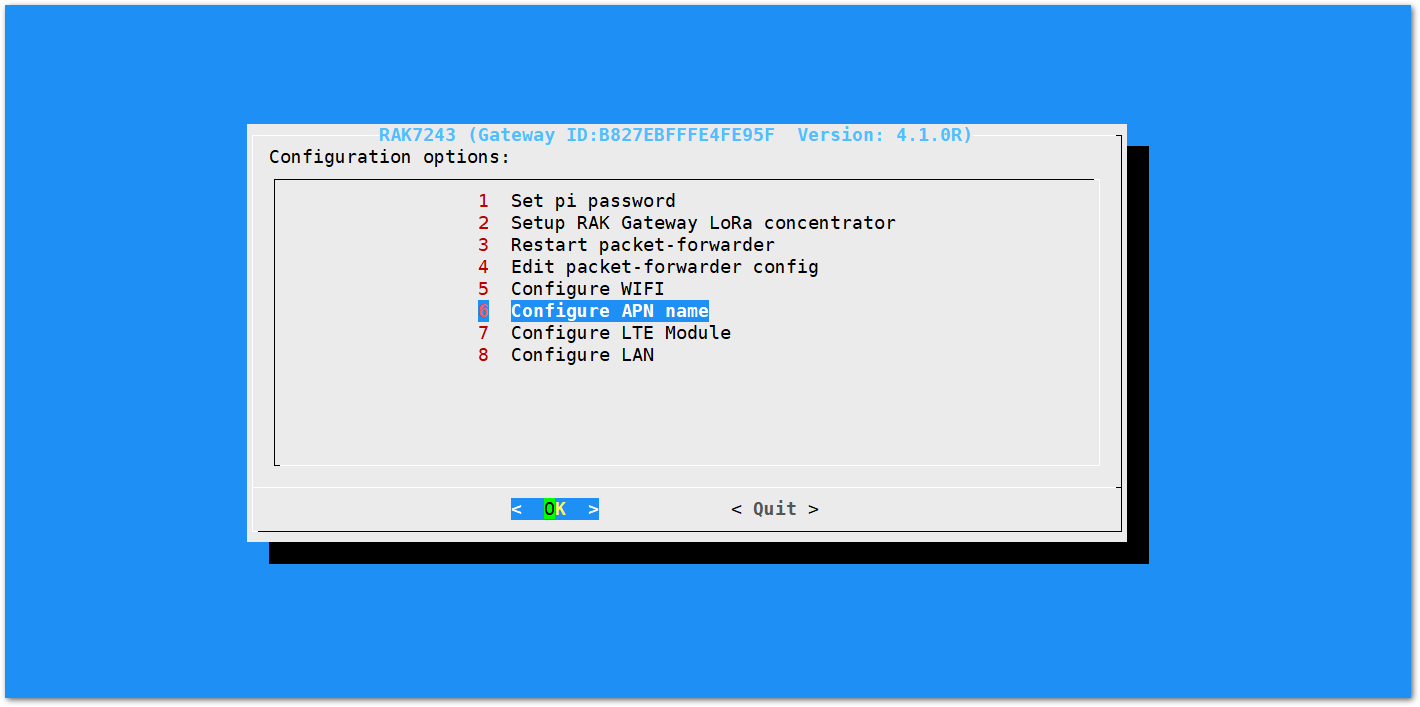 RAK7243 (Gateway ID:B827EBFFFE4FE95F  Version: 4.1.0R)
Configuration options:
1  Set pi password
2  Setup RAK Gateway LoRa concentrator
3  Restart packet-forwarder
4  Edit packet-forwarder config
5  Configure WIFI
6  Configure APN name
7  Configure LTE Module
8  Configure LAN
<  OK  >          < Quit >